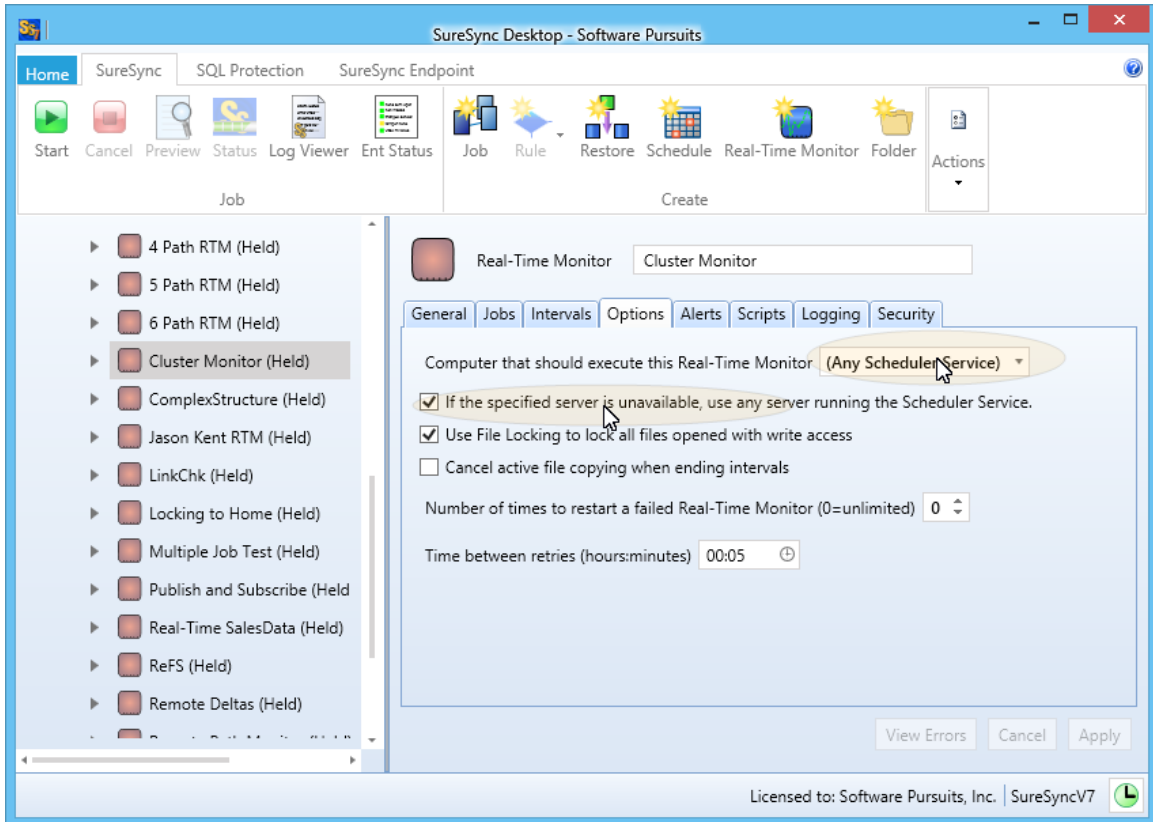 SS7
SureSync Desktop - Software Pursuits
Home SureSync SQL Protection SureSync Endpoint
Start Cancel Preview Status Log Viewer Ent Status Job Rule Restore Schedule Real-Time Monitor Folder Actions
Job Create
4 Path RTM (Held)
5 Path RTM (Held)
6 Path RTM (Held)
Cluster Monitor (Held)
ComplexStructure (Held)
Jason Kent RTM (Held)
LinkChk (Held)
Locking to Home (Held)
Multiple Job Test (Held)
Publish and Subscribe (Held
Real-Time SalesData (Held)
ReFS (Held)
Remote Deltas (Held)
Real-Time Monitor Cluster Monitor
General Jobs Intervals Options Alerts Scripts Logging Security
Computer that should execute this Real-Time Monitor (Any Scheduler Service)
If the specified server is unavailable, use any server running the Scheduler Service.
Use File Locking to lock all files opened with write access
Cancel active file copying when ending intervals
Number of times to restart a failed Real-Time Monitor (0=unlimited) 0
Time between retries (hours:minutes) 00:05
View Errors Cancel Apply
Licensed to: Software Pursuits, Inc. SureSyncV7